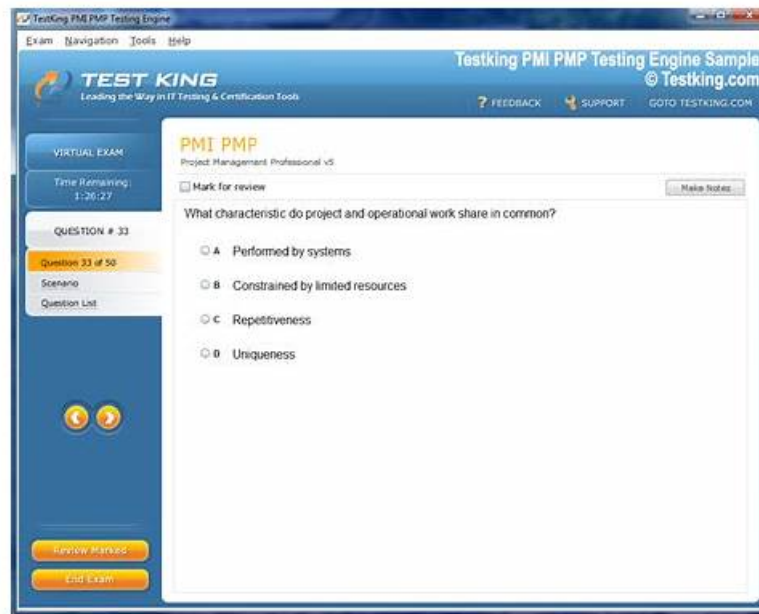 TestKing PMI PMP Testing Engine
Exam Navigation Tools Help
Testking PMI PMP Testing Engine Sample
© Testking.com
TEST KING
Leading the Way in IT Testing & Certification Tools
? FEEDBACK SUPPORT GOTO TESTKING.COM
VIRTUAL EXAM
Time Remaining:
1:26:27
QUESTION # 33
Question 33 of 50
Scenario
Question List
Review Marked
End Exam
PMI PMP
Project Management Professional v5
Mark for review
Make Notes
What characteristic do project and operational work share in common?
A Performed by systems
B Constrained by limited resources
C Repetitiveness
D Uniqueness